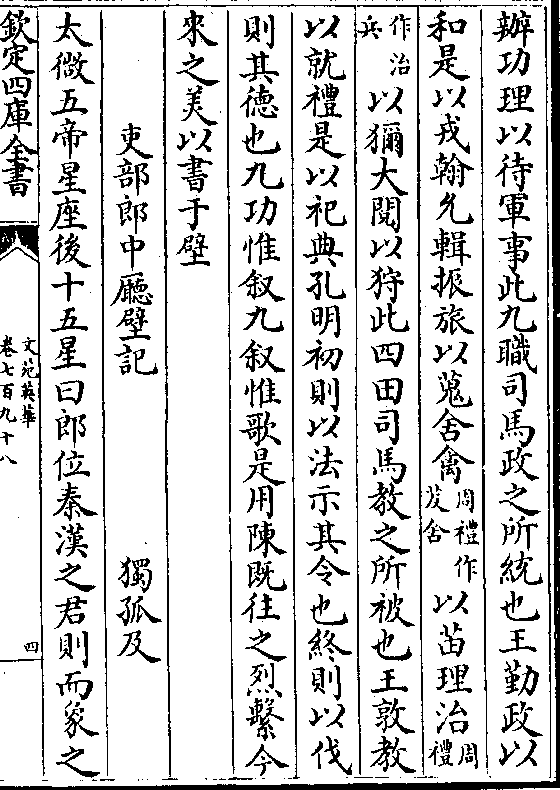 辦功理以待軍事此九職司馬政之所統也王勤政以
和是以戎翰允輯振旅以蒐舍禽周禮作茇舍以苗理治周禮
作治兵以獮大閱以狩此四田司馬教之所被也王敦教
以就禮是以祀典孔明初則以法示其令也終則以伐
則其德也九功惟叙九叙惟歌是用陳既往之烈繫今
來之美以書于壁
吏部郎中廳壁記 獨孤及
太微五帝星座後十五星曰郎位秦漢之君則而象之
欽定四庫全書
文苑英華
卷七百九十八
四